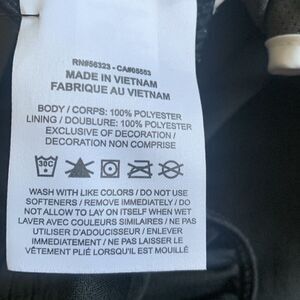 RN#56323 - CA#05553
MADE IN VIETNAM
FABRIQUE AU VIETNAM
BODY / CORPS: 100% POLYESTER
LINING / DOUBLURE: 100% POLYESTER
EXCLUSIVE OF DECORATION /
DECORATION NON COMPRISE
30C
WASH WITH LIKE COLORS / DO NOT USE
SOFTENERS / REMOVE IMMEDIATELY / DO
NOT ALLOW TO LAY ON ITSELF WHEN WET
LAVER AVEC COULEURS SIMILAIRES / NE PAS
UTILISER D'ADOUCISSEUR / ENLEVER
IMMEDIATEMENT / NE PAS LAISSER LE
VÊTEMENT PLIÉ LORSQU'IL EST MOUILLÉ